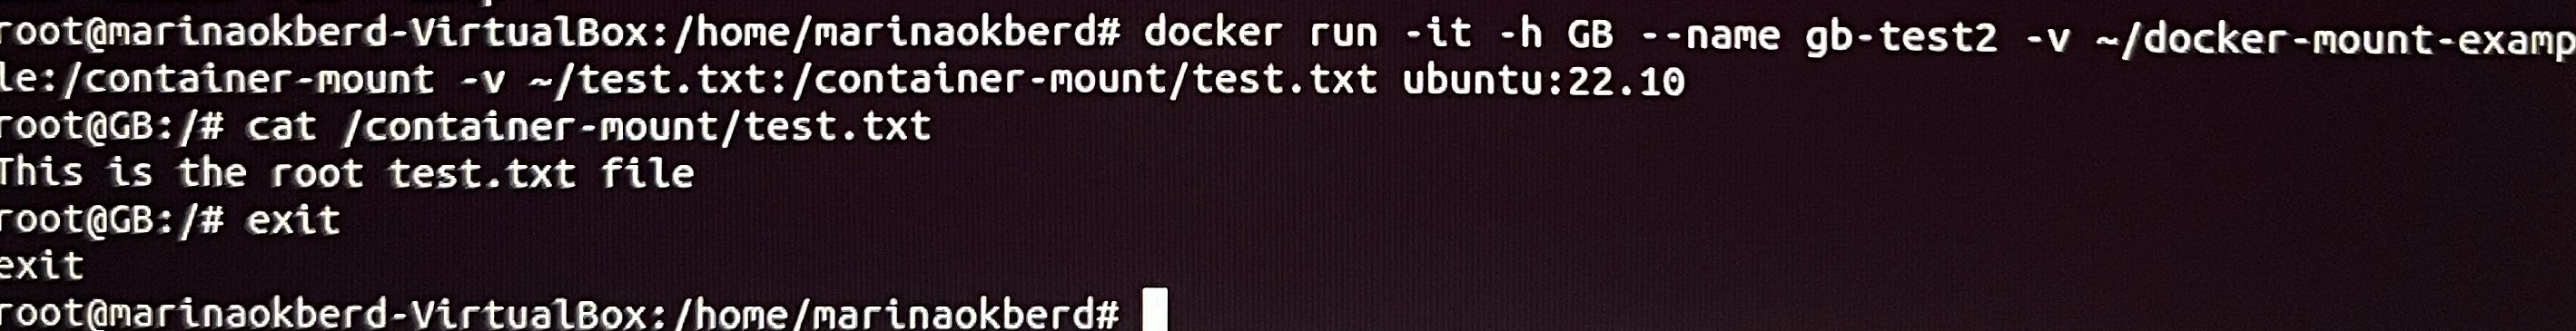 root@marinaokberd-VirtualBox:/home/marinaokberd# docker run -it -h GB --name gb-test2 -v ~/docker-mount-examp
le:/container-mount -v ~/test.txt:/container-mount/test.txt ubuntu:22.10
root@GB:/# cat /container-mount/test.txt
This is the root test.txt file
root@GB:/# exit
exit
root@marinaokberd-VirtualBox:/home/marinaokberd#